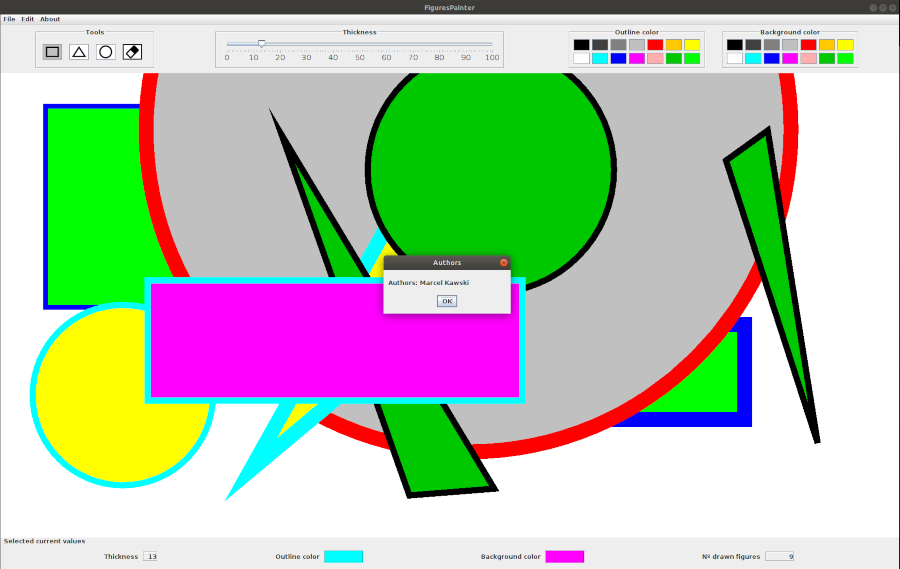 FiguresPainter
File Edit About
Tools
Thickness
0 10 20 30 40 50 60 70 80 90 100
Outline color
Background color
Authors
Authors: Marcel Kawski
OK
Selected current values
Thickness 13
Outline color
Background color
Nº drawn figures 9